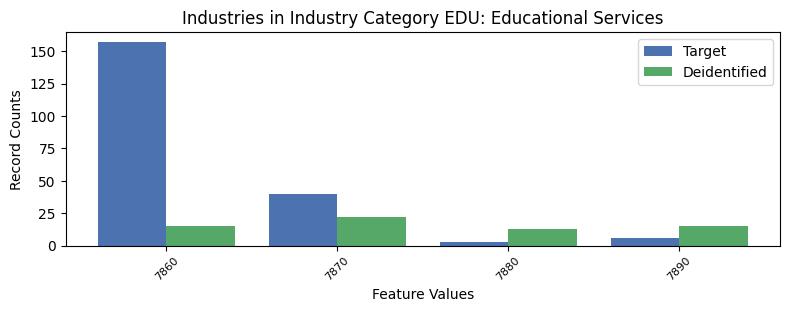 Industries in Industry Category EDU: Educational Services
Target
Deidentified
Record Counts
150
125
100
75
50
25
0
7860
7870
7880
7890
Feature Values